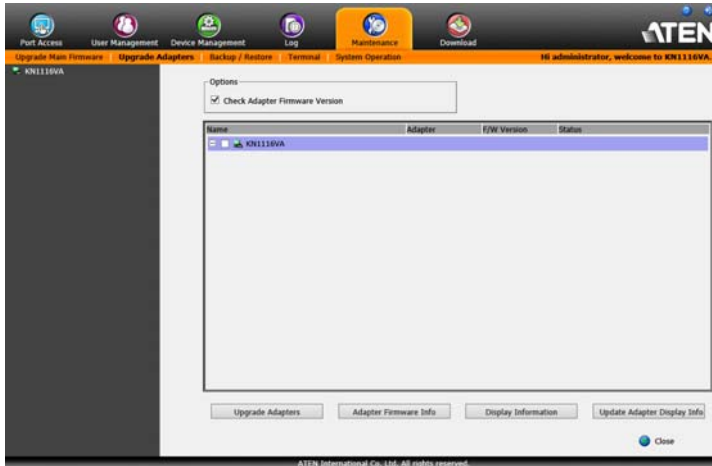 ATEN
Port Access User Management Device Management Log Maintenance Download
Upgrade Main Firmware Upgrade Adapters Backup / Restore Terminal System Operation Hi administrator, welcome to KN1116VA.
KN1116VA
Options
Check Adapter Firmware Version
Name Adapter F/W Version Status
KN1116VA
Upgrade Adapters Adapter Firmware Info Display Information Update Adapter Display Info
Close
ATEN International Co. Ltd. All rights reserved.